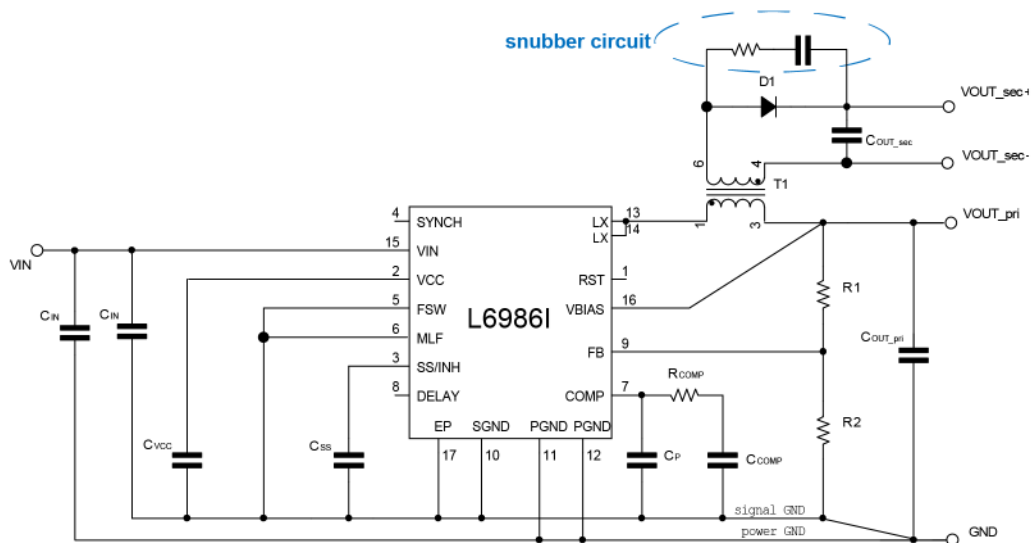 snubber circuit
D1
VOUT_sec+
COUT_sec
6
4
VOUT_sec-
T1
4
SYNCH
LX
13
1
3
VOUT_pri
LX
14
15
VIN
VIN
2
VCC
RST
1
5
FSW
VBIAS
16
R1
CIN
CIN
L6986I
6
MLF
FB
9
COUT_pri
3
SS/INH
RCOMP
8
DELAY
COMP
7
R2
EP
SGND
PGND
PGND
CVCC
CSS
17
10
11
12
CP
CCOMP
signal GND
power GND
GND